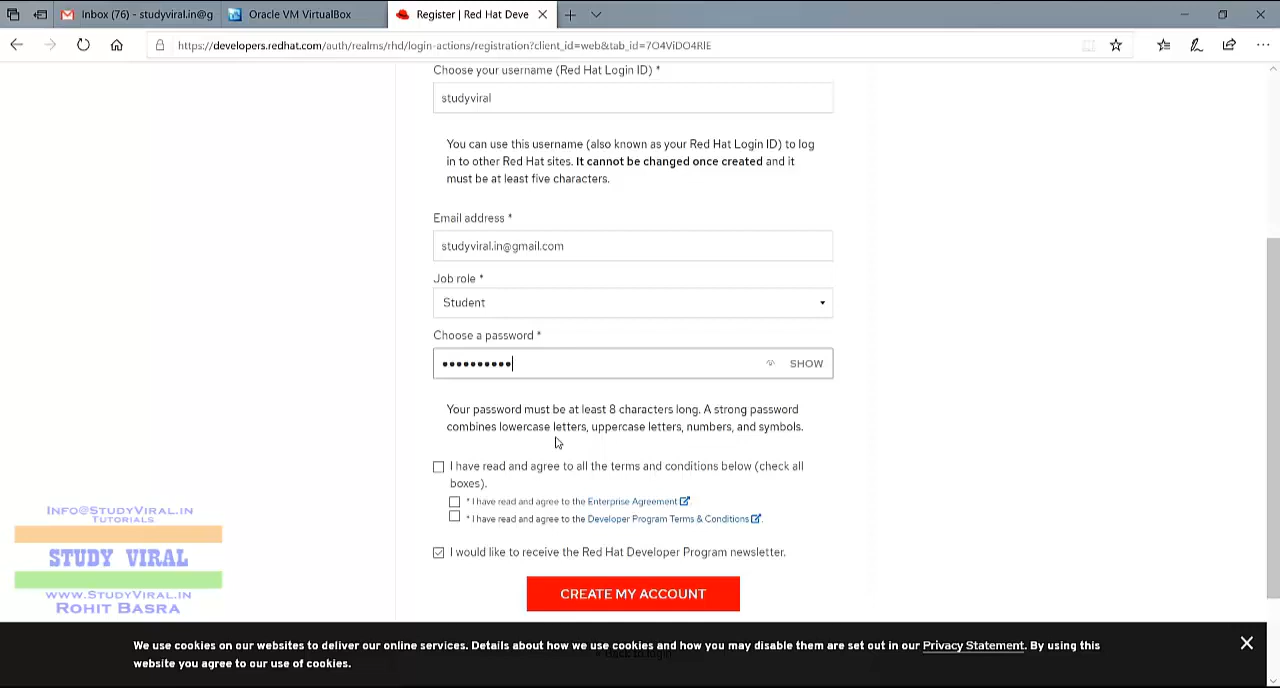 Inbox (76) - studyviral.in@g
Oracle VM VirtualBox
Register | Red Hat Deve
https://developers.redhat.com/auth/realms/rhd/login-actions/registration?client_id=web&tab_id=7O4ViDO4RlE
Choose your username (Red Hat Login ID) *
studyviral
You can use this username (also known as your Red Hat Login ID) to log
in to other Red Hat sites. It cannot be changed once created and it
must be at least five characters.
Email address *
studyviral.in@gmail.com
Job role *
Student
Choose a password *
SHOW
Your password must be at least 8 characters long. A strong password
combines lowercase letters, uppercase letters, numbers, and symbols.
I have read and agree to all the terms and conditions below (check all
boxes).
* I have read and agree to the Enterprise Agreement .
* I have read and agree to the Developer Program Terms & Conditions .
I would like to receive the Red Hat Developer Program newsletter.
CREATE MY ACCOUNT
Info@StudyViral.in
Tutorials
STUDY VIRAL
www.StudyViral.in
Rohit Basra
We use cookies on our websites to deliver our online services. Details about how we use cookies and how you may disable them are set out in our Privacy Statement. By using this
website you agree to our use of cookies.